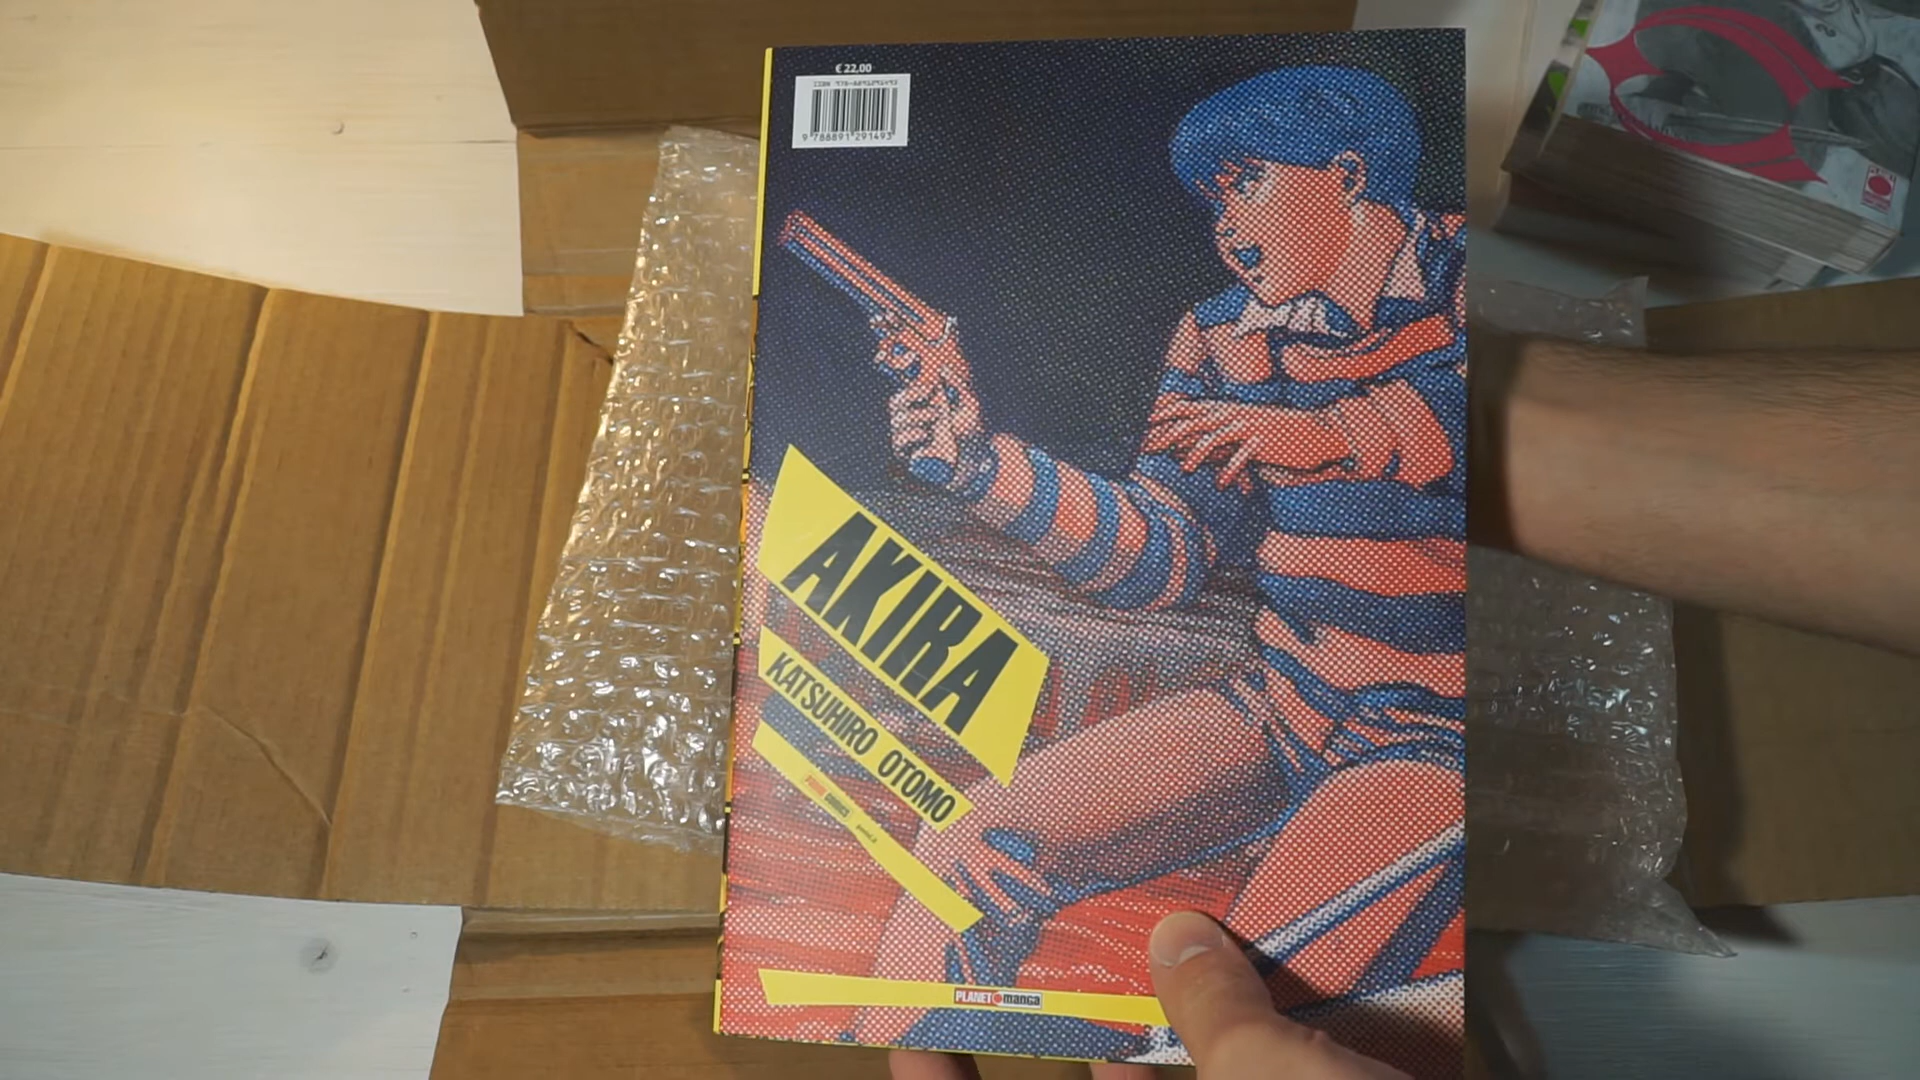 € 22,00
9 788891 291493
AKIRA
KATSUHIRO OTOMO
PLANET manga